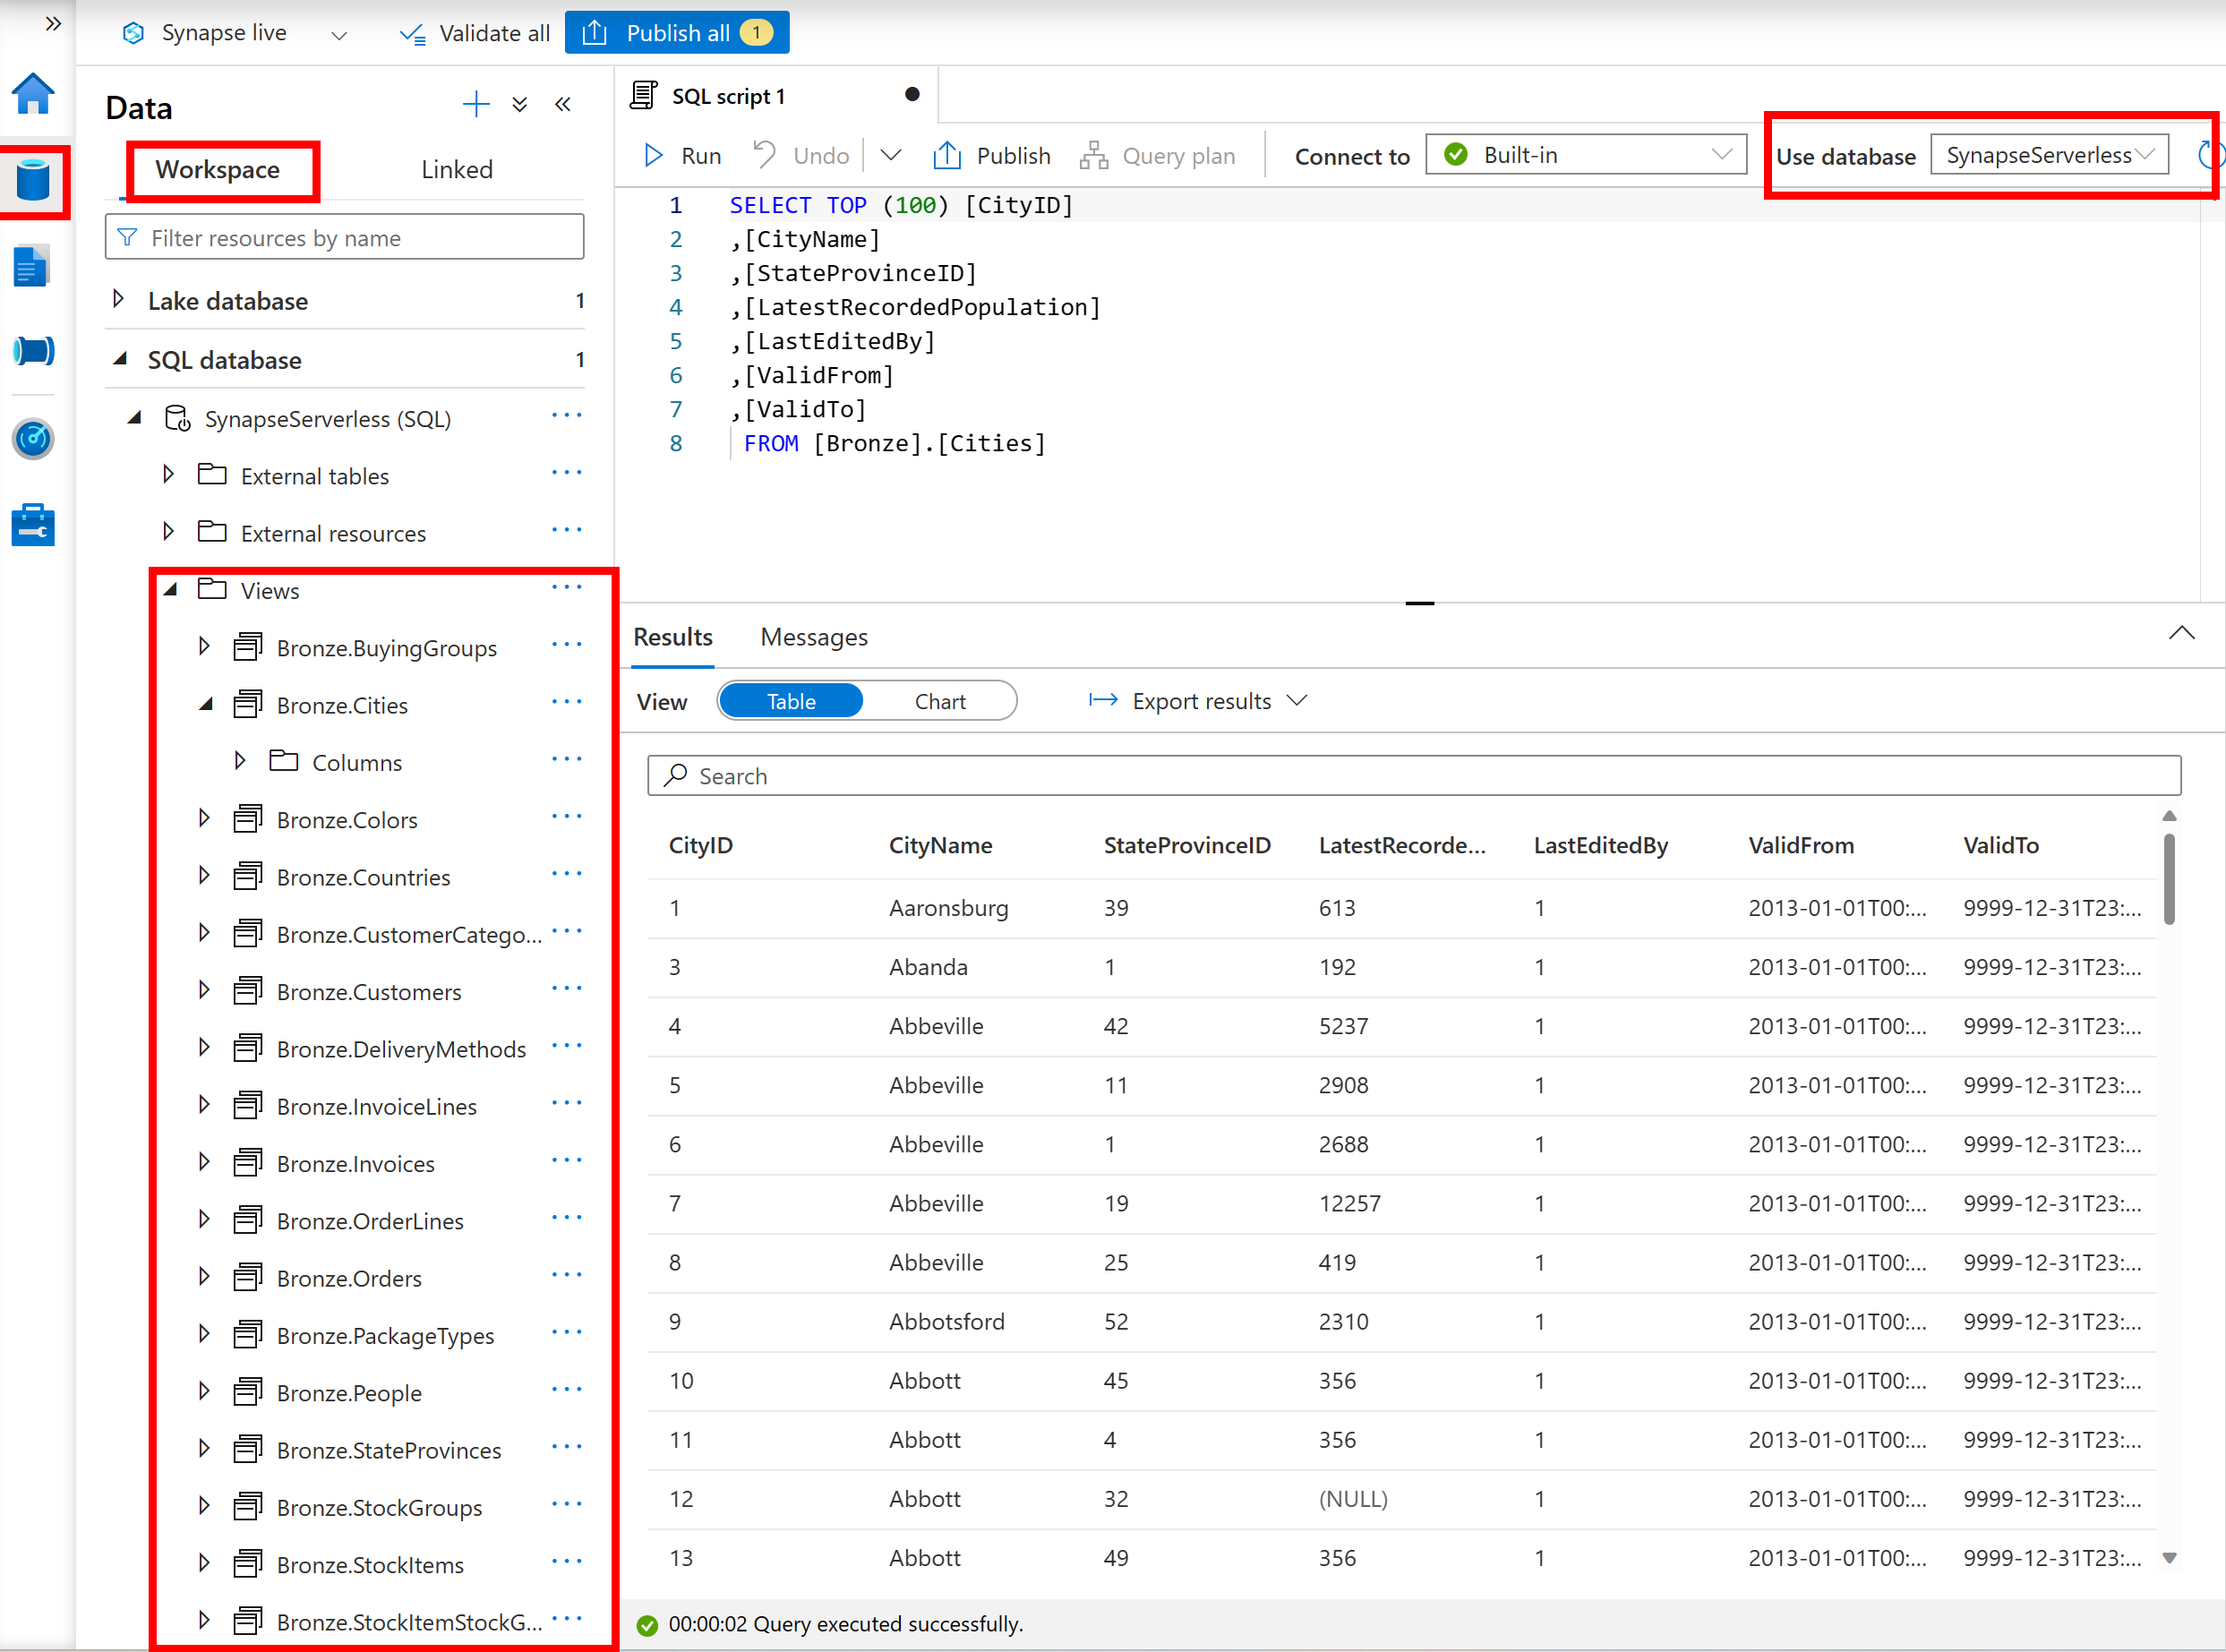 Synapse live
Validate all
Publish all 1
Data
Workspace
Linked
Filter resources by name
Lake database 1
SQL database 1
SynapseServerless (SQL)
External tables
External resources
Views
Bronze.BuyingGroups
Bronze.Cities
Columns
Bronze.Colors
Bronze.Countries
Bronze.CustomerCatego...
Bronze.Customers
Bronze.DeliveryMethods
Bronze.InvoiceLines
Bronze.Invoices
Bronze.OrderLines
Bronze.Orders
Bronze.PackageTypes
Bronze.People
Bronze.StateProvinces
Bronze.StockGroups
Bronze.StockItems
Bronze.StockItemStockG...
SQL script 1
Run Undo Publish Query plan Connect to Built-in Use database SynapseServerless
1 SELECT TOP (100) [CityID]
2 ,[CityName]
3 ,[StateProvinceID]
4 ,[LatestRecordedPopulation]
5 ,[LastEditedBy]
6 ,[ValidFrom]
7 ,[ValidTo]
8 FROM [Bronze].[Cities]
Results Messages
View Table Chart Export results
Search
CityID CityName StateProvinceID LatestRecorde... LastEditedBy ValidFrom ValidTo
1 Aaronsburg 39 613 1 2013-01-01T00:... 9999-12-31T23:...
3 Abanda 1 192 1 2013-01-01T00:... 9999-12-31T23:...
4 Abbeville 42 5237 1 2013-01-01T00:... 9999-12-31T23:...
5 Abbeville 11 2908 1 2013-01-01T00:... 9999-12-31T23:...
6 Abbeville 1 2688 1 2013-01-01T00:... 9999-12-31T23:...
7 Abbeville 19 12257 1 2013-01-01T00:... 9999-12-31T23:...
8 Abbeville 25 419 1 2013-01-01T00:... 9999-12-31T23:...
9 Abbotsford 52 2310 1 2013-01-01T00:... 9999-12-31T23:...
10 Abbott 45 356 1 2013-01-01T00:... 9999-12-31T23:...
11 Abbott 4 356 1 2013-01-01T00:... 9999-12-31T23:...
12 Abbott 32 (NULL) 1 2013-01-01T00:... 9999-12-31T23:...
13 Abbott 49 356 1 2013-01-01T00:... 9999-12-31T23:...
00:00:02 Query executed successfully.